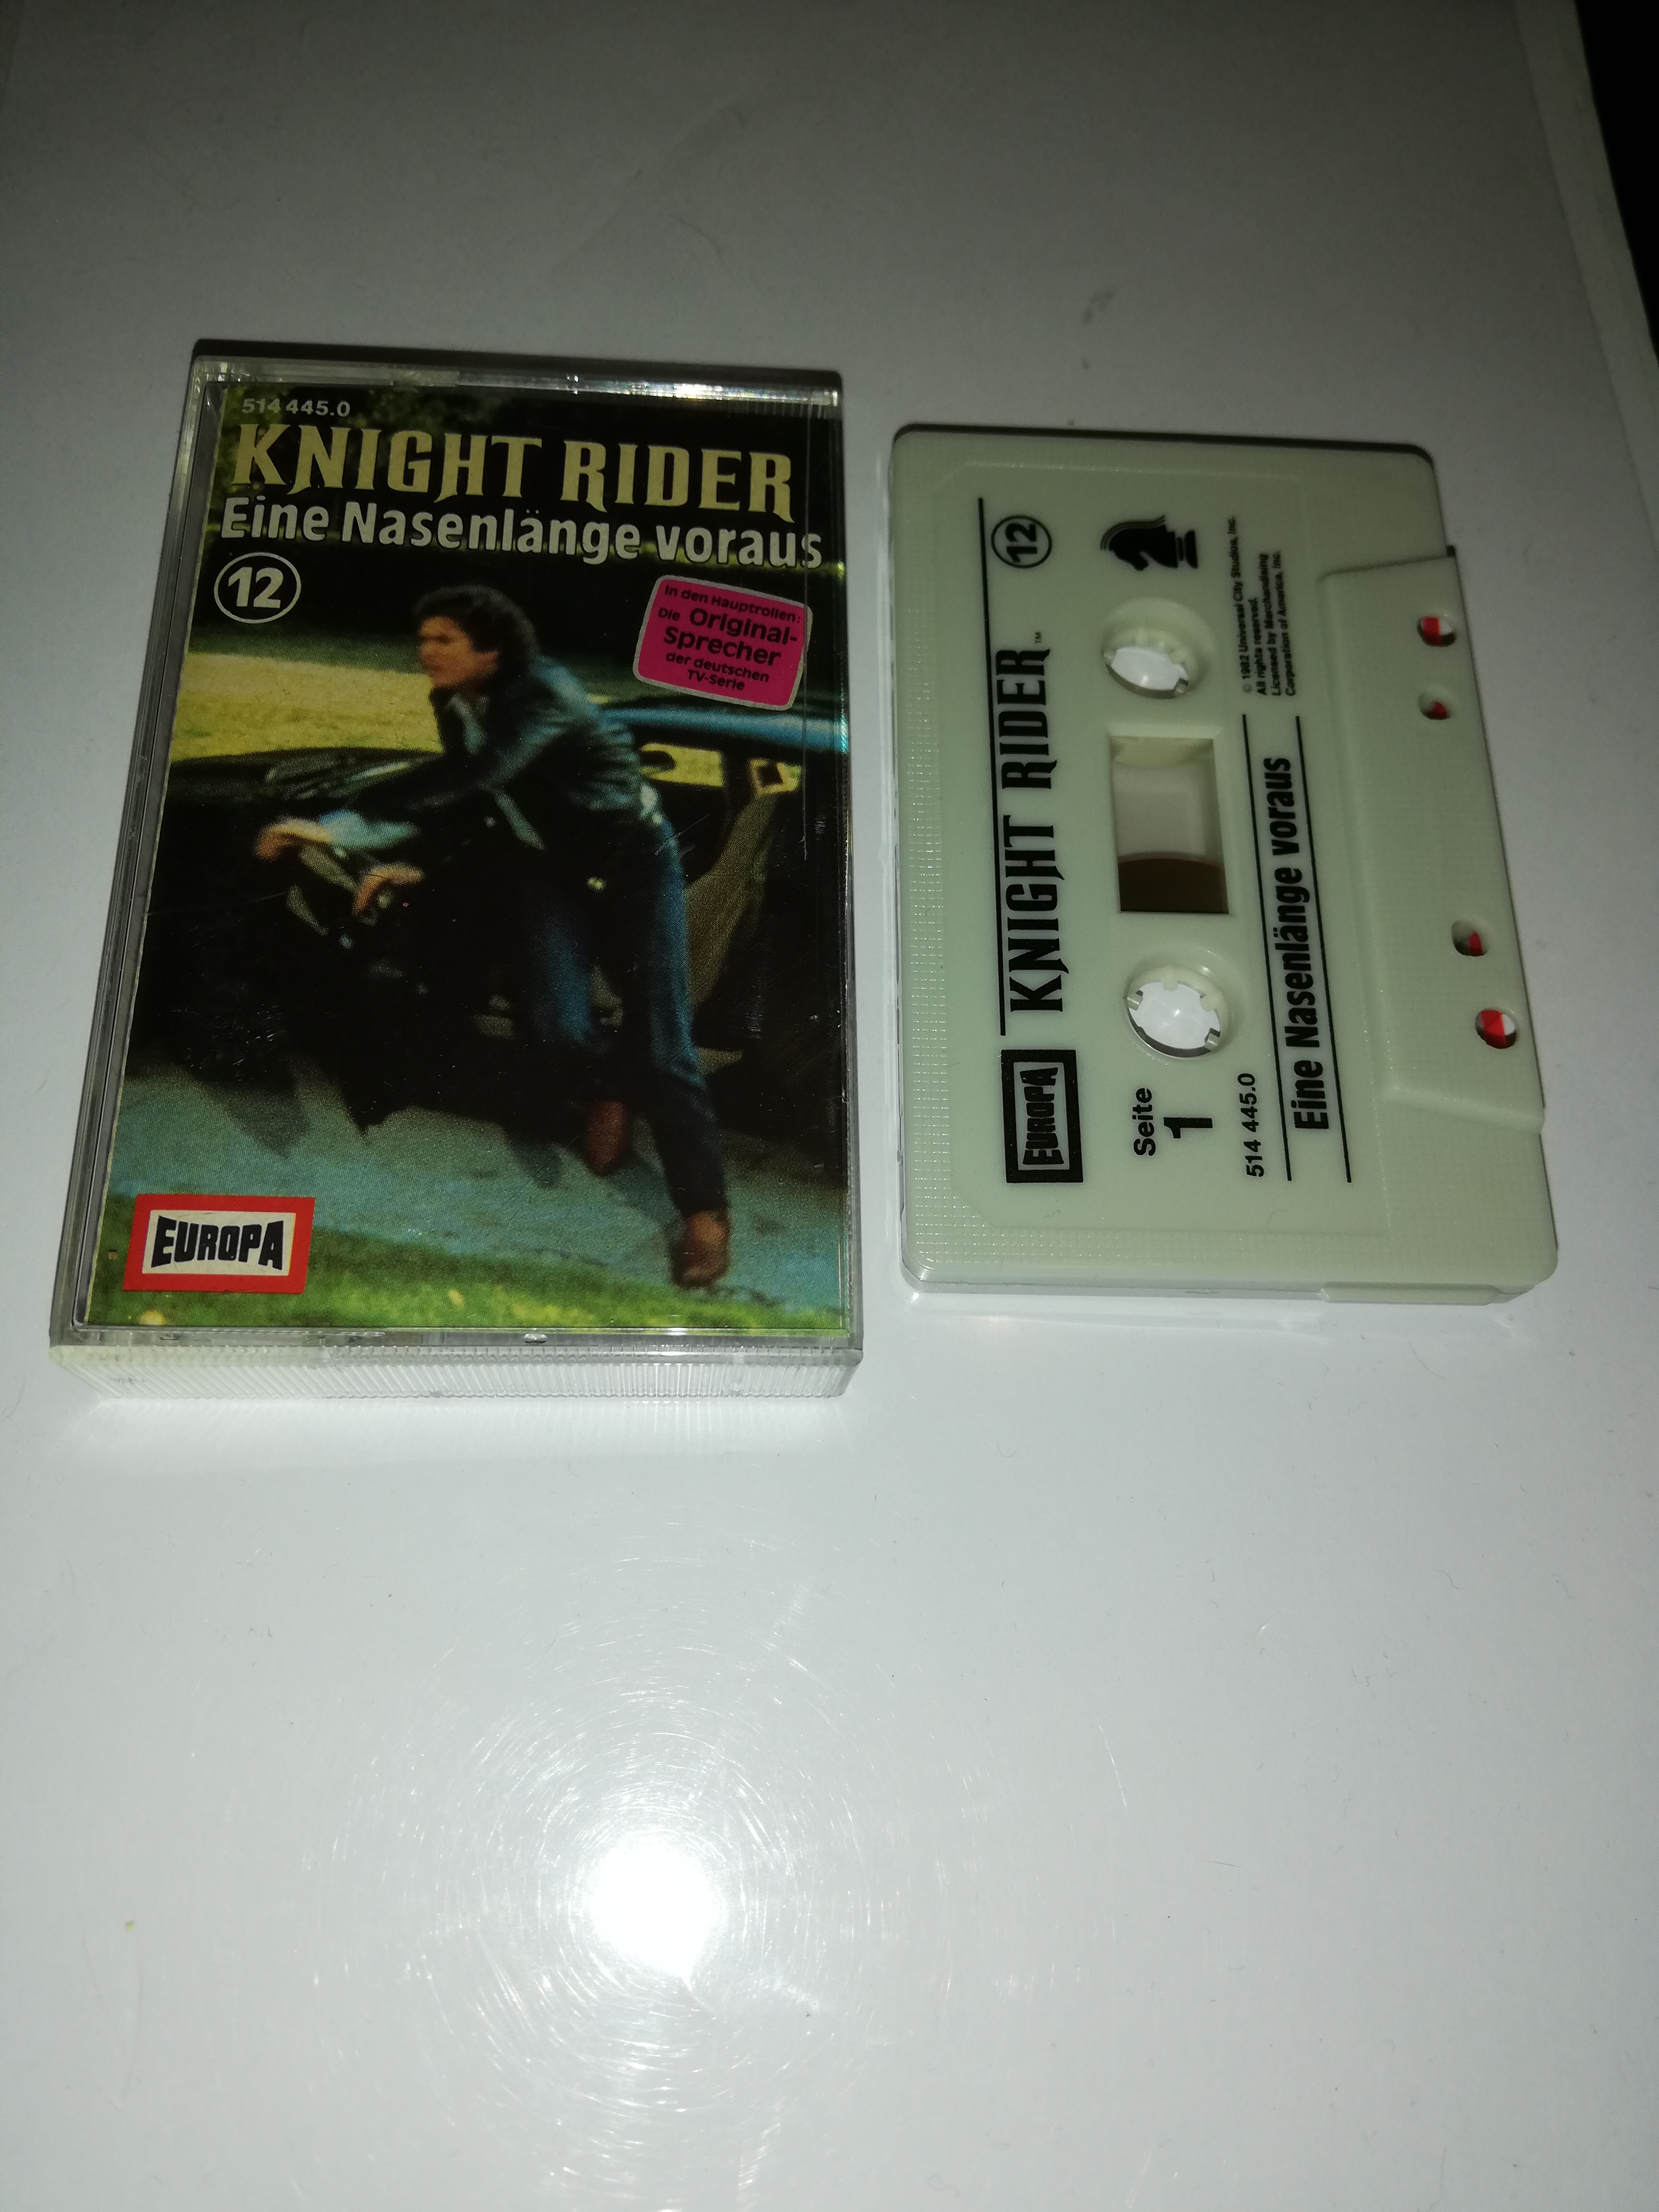 514 445.0
KNIGHT RIDER
Eine Nasenlänge voraus
12
In den Hauptrollen:
Die Original-
Sprecher
der deutschen
TV-Serie
EUROPA
EUROPA
KNIGHT RIDER™
12
Seite
1
514 445.0
© 1982 Universal City Studios, Inc.
All rights reserved.
Licensed by Merchandising
Corporation of America, Inc.
Eine Nasenlänge voraus